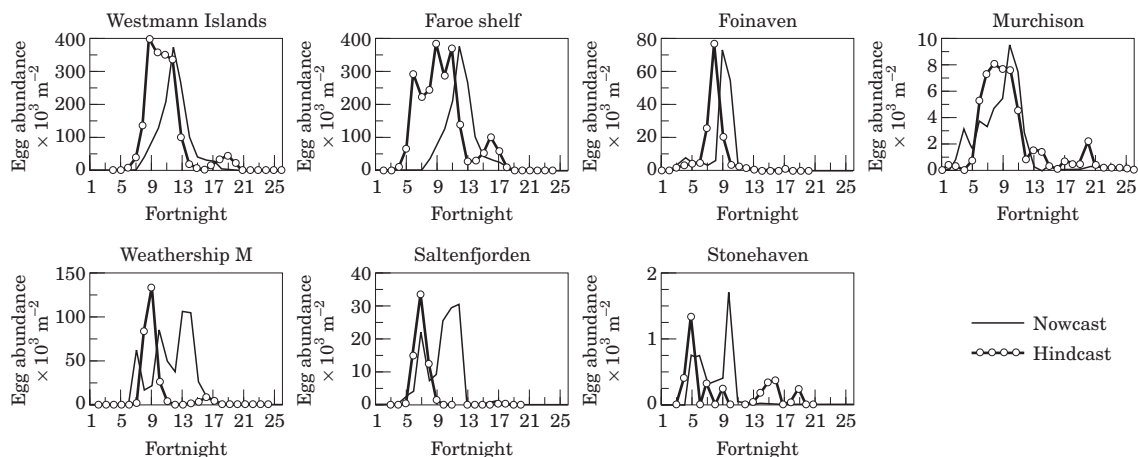 Westmann Islands
Egg abundance
× 10³ m⁻²
400
300
200
100
0
1 5 9 13 17 21 25
Fortnight
Faroe shelf
Egg abundance
× 10³ m⁻²
400
300
200
100
0
1 5 9 13 17 21 25
Fortnight
Foinaven
Egg abundance
× 10³ m⁻²
80
60
40
20
0
1 5 9 13 17 21 25
Fortnight
Murchison
Egg abundance
× 10³ m⁻²
10
8
6
4
2
0
1 5 9 13 17 21 25
Fortnight
Weathership M
Egg abundance
× 10³ m⁻²
150
100
50
0
1 5 9 13 17 21 25
Fortnight
Saltenfjorden
Egg abundance
× 10³ m⁻²
40
30
20
10
0
1 5 9 13 17 21 25
Fortnight
Stonehaven
Egg abundance
× 10³ m⁻²
2
1
0
1 5 9 13 17 21 25
Fortnight
Nowcast
Hindcast